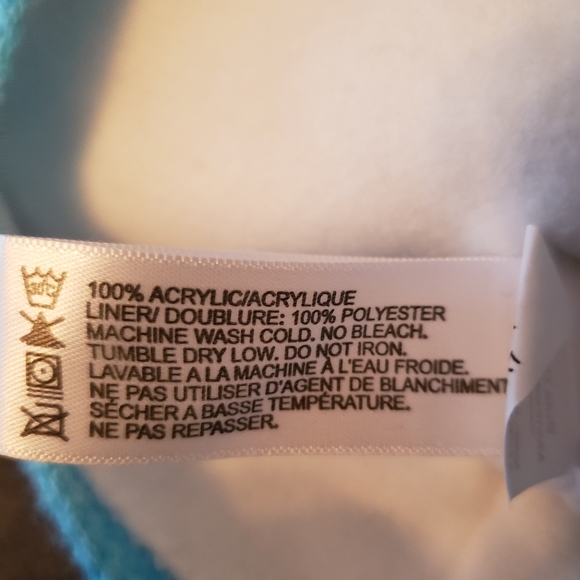 100% ACRYLIC/ACRYLIQUE
LINER/ DOUBLURE: 100% POLYESTER
MACHINE WASH COLD. NO BLEACH.
TUMBLE DRY LOW. DO NOT IRON.
LAVABLE A LA MACHINE À L'EAU FROIDE.
NE PAS UTILISER D'AGENT DE BLANCHIMENT
SÉCHER A BASSE TEMPÉRATURE.
NE PAS REPASSER.